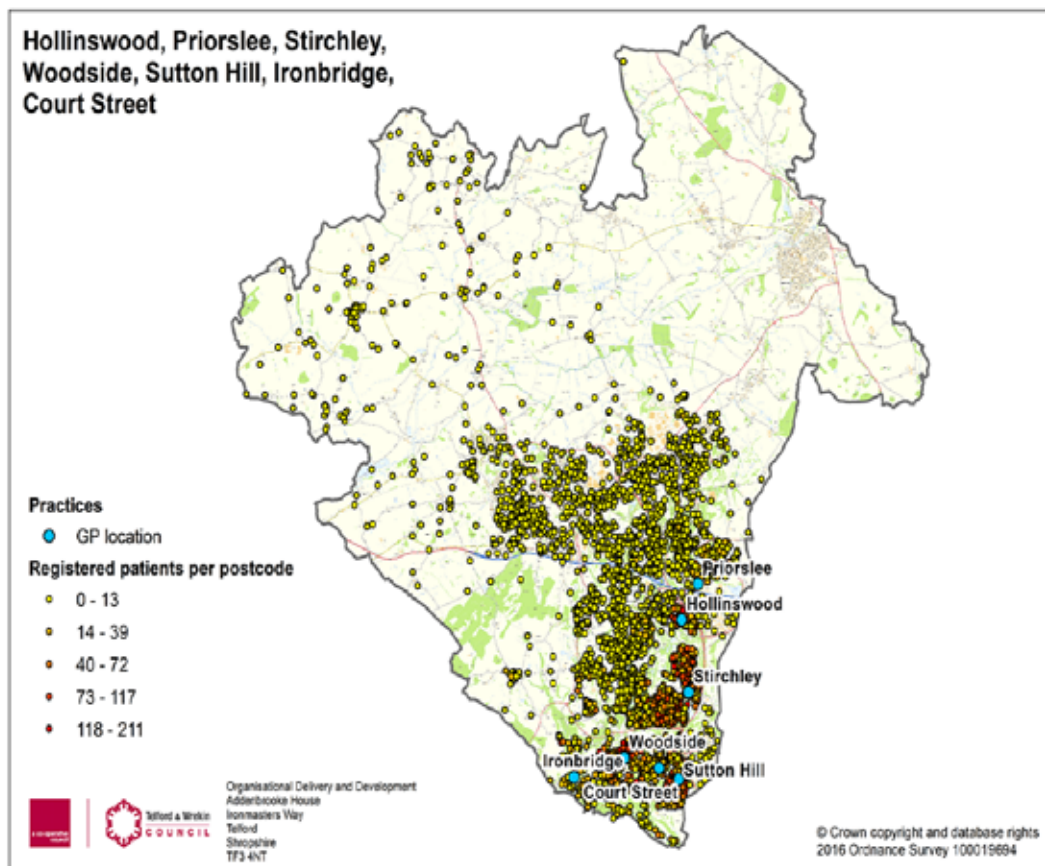 Hollinswood, Priorslee, Stirchley,
Woodside, Sutton Hill, Ironbridge,
Court Street
Priorslee
Hollinswood
Stirchley
Woodside
Ironbridge
Sutton Hill
Court Street
Practices
GP location
Registered patients per postcode
0 - 13
14 - 39
40 - 72
73 - 117
118 - 211
a co-operative
council
Telford & Wrekin
COUNCIL
Organisational Delivery and Development
Addenbrooke House
Ironmasters Way
Telford
Shropshire
TF3 4NT
© Crown copyright and database rights
2016 Ordnance Survey 100019694